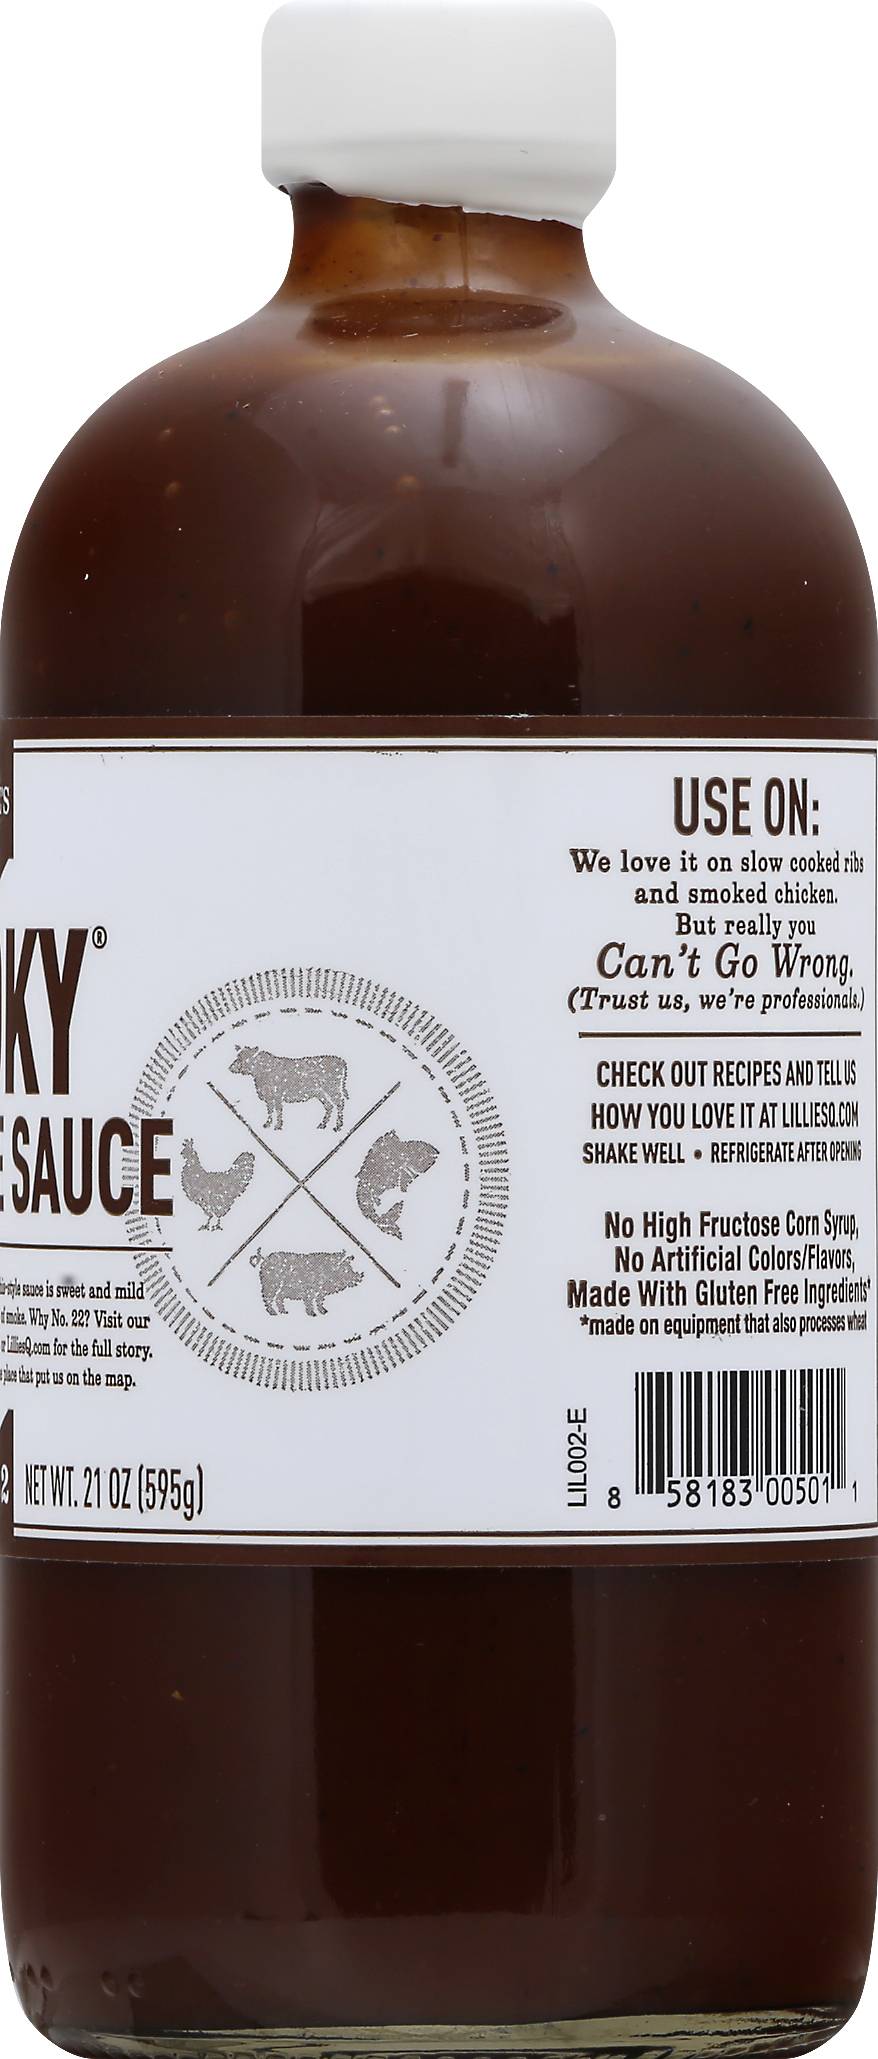 KY®
SAUCE
sauce is sweet and mild
of smoke. Why No. 22? Visit our
or LilliesQ.com for the full story.
place that put us on the map.
NET WT. 21 OZ (595g)
USE ON:
We love it on slow cooked ribs
and smoked chicken.
But really you
Can't Go Wrong.
(Trust us, we're professionals.)
CHECK OUT RECIPES AND TELL US
HOW YOU LOVE IT AT LILLIESQ.COM
SHAKE WELL • REFRIGERATE AFTER OPENING
No High Fructose Corn Syrup,
No Artificial Colors/Flavors,
Made With Gluten Free Ingredients*
*made on equipment that also processes wheat
LIL002-E
8 58183 00501 1